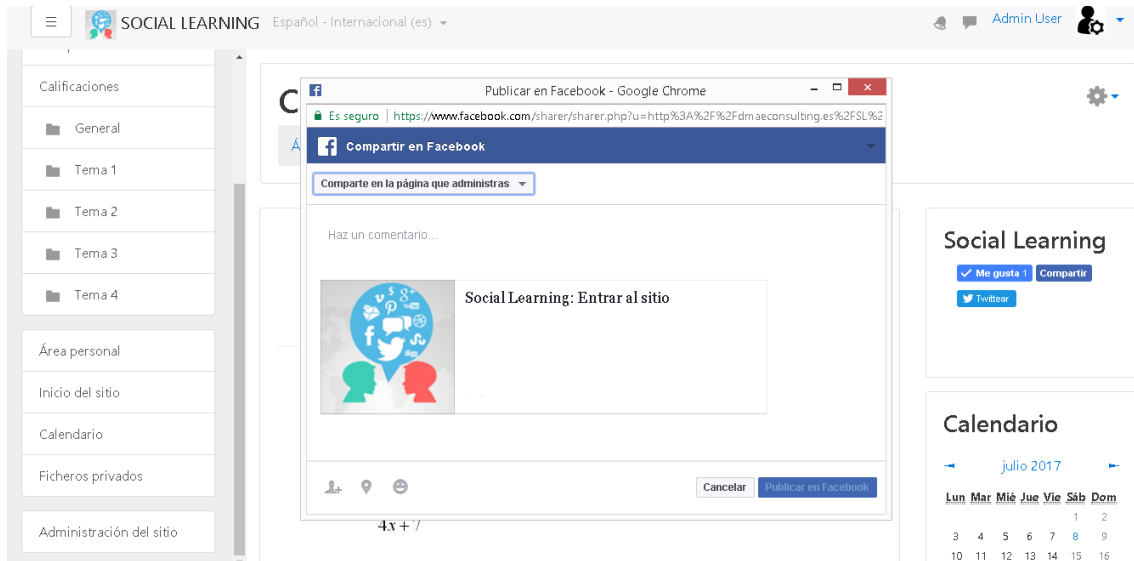 SOCIAL LEARNING Español - Internacional (es)
Admin User
Calificaciones
General
Tema 1
Tema 2
Tema 3
Tema 4
Área personal
Inicio del sitio
Calendario
Ficheros privados
Administración del sitio
C
Á
Publicar en Facebook - Google Chrome
Es seguro | https://www.facebook.com/sharer/sharer.php?u=http%3A%2F%2Fdmaeconsulting.es%2FSL%2
Compartir en Facebook
Comparte en la página que administras
Haz un comentario...
Social Learning: Entrar al sitio
Cancelar Publicar en Facebook
4x + 7
Social Learning
Me gusta 1 Compartir
Twittear
Calendario
julio 2017
Lun Mar Mié Jue Vie Sáb Dom
1 2
3 4 5 6 7 8 9
10 11 12 13 14 15 16